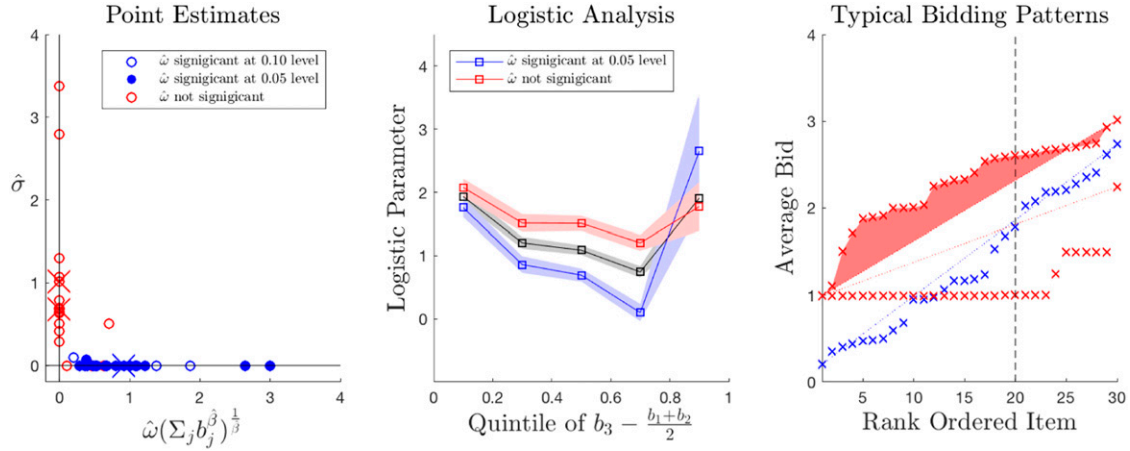 Point Estimates
ω̂ signigicant at 0.10 level
ω̂ signigicant at 0.05 level
ω̂ not signigicant
4
3
2
1
0
σ̂
0 1 2 3 4
ω̂(Σ_j b_j^β̂)^(1/β̂)
Logistic Analysis
ω̂ signigicant at 0.05 level
ω̂ not signigicant
4
3
2
1
0
Logistic Parameter
0 0.2 0.4 0.6 0.8 1
Quintile of b₃ − (b₁+b₂)/2
Typical Bidding Patterns
4
3
2
1
0
Average Bid
5 10 15 20 25 30
Rank Ordered Item